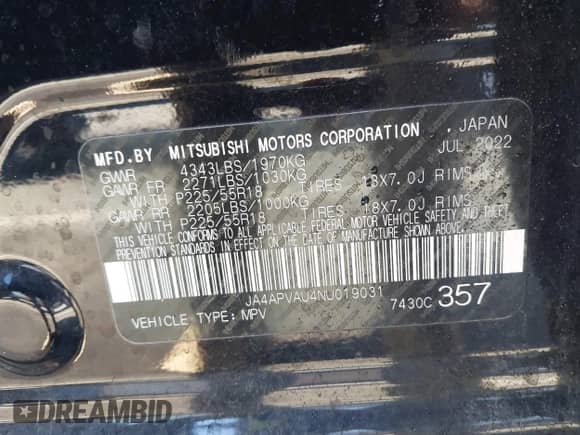 MFD.BY MITSUBISHI MOTORS CORPORATION , JAPAN
GWWR 4343LBS/1970KG JUL 2022
GAWR FR 2271LBS/1030KG
WITH P225/55R18 TIRES 18X7.0J RIMS
GAWR RR 2205LBS/1000KG
WITH P225/55R18 TIRES 18X7.0J RIMS
THIS VEHICLE CONFORMS TO ALL APPLICABLE FEDERAL MOTOR VEHICLE SAFETY AND THEFT
PREVENTION STANDARDS IN EFFECT ON THE DATE OF MANUFACTURE SHOWN ABOVE.
JA4APVAU4NU019031
VEHICLE TYPE: MPV 7430C 357
DREAMBID